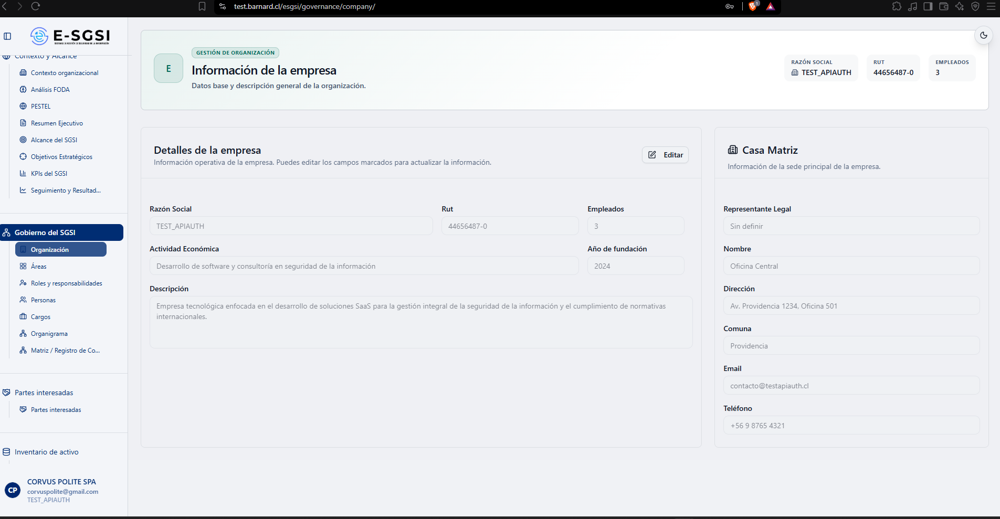 test.barnard.cl/esgsi/governance/company/
1
E-SGSI
SISTEMAS DE GESTIÓN DE SEGURIDAD DE LA INFORMACIÓN
Contexto y Alcance
Contexto organizacional
Análisis FODA
PESTEL
Resumen Ejecutivo
Alcance del SGSI
Objetivos Estratégicos
KPIs del SGSI
Seguimiento y Resultad...
Gobierno del SGSI
Organización
Áreas
Roles y responsabilidades
Personas
Cargos
Organigrama
Matriz / Registro de Co...
Partes interesadas
Partes interesadas
Inventario de activo
CP
CORVUS POLITE SPA
corvuspolite@gmail.com
TEST_APIAUTH
E
GESTIÓN DE ORGANIZACIÓN
Información de la empresa
Datos base y descripción general de la organización.
RAZÓN SOCIAL
TEST_APIAUTH
RUT
44656487-0
EMPLEADOS
3
Detalles de la empresa
Información operativa de la empresa. Puedes editar los campos marcados para actualizar la información.
Editar
Razón Social
TEST_APIAUTH
Rut
44656487-0
Empleados
3
Actividad Económica
Desarrollo de software y consultoría en seguridad de la información
Año de fundación
2024
Descripción
Empresa tecnológica enfocada en el desarrollo de soluciones SaaS para la gestión integral de la seguridad de la información y el cumplimiento de normativas
internacionales.
Casa Matriz
Información de la sede principal de la empresa.
Representante Legal
Sin definir
Nombre
Oficina Central
Dirección
Av. Providencia 1234, Oficina 501
Comuna
Providencia
Email
contacto@testapiauth.cl
Teléfono
+56 9 8765 4321